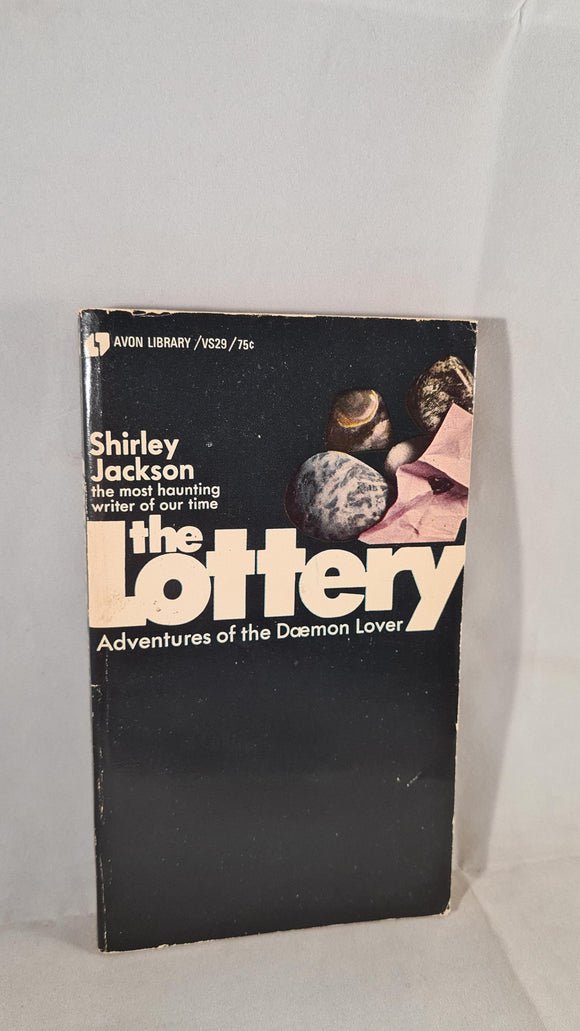 AVON LIBRARY / VS29 / 75¢
Shirley
Jackson
the most haunting
writer of our time
the
Lottery
Adventures of the Dæmon Lover